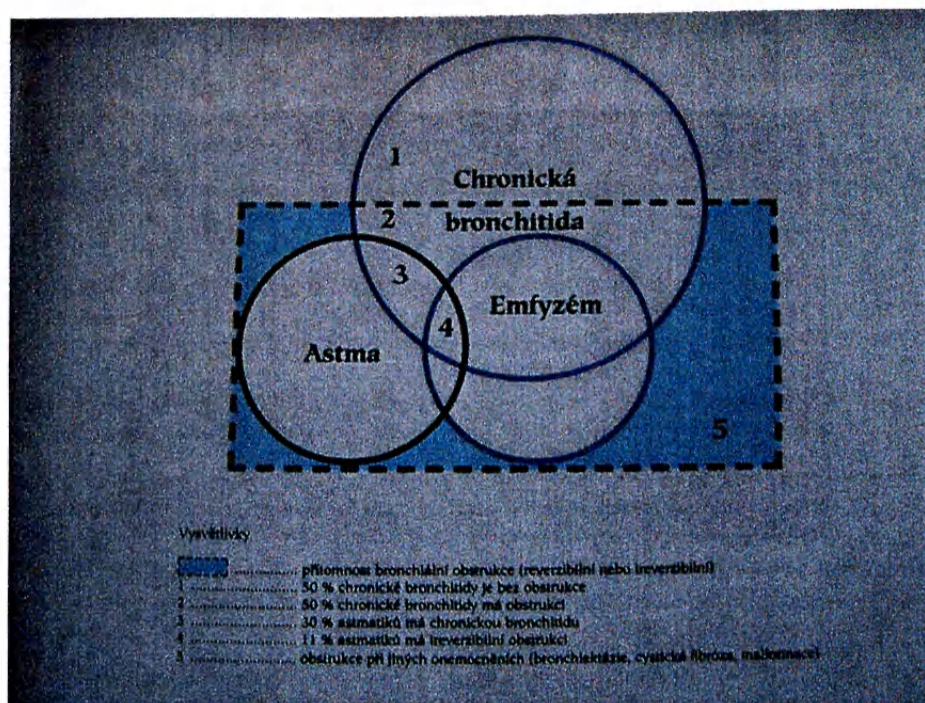 1
Chronická
2
bronchitida
3
Emfyzém
4
Astma
5
Vysvětlivky
.............. přítomnost bronchiální obstrukce (reverzibilní nebo ireverzibilní)
1 .............. 50 % chronické bronchitidy je bez obstrukce
2 .............. 50 % chronické bronchitidy má obstrukci
3 .............. 30 % astmatiků má chronickou bronchitidu
4 .............. 11 % astmatiků má ireverzibilní obstrukci
5 .............. obstrukce při jiných onemocněních (bronchiektázie, cystická fibróza, malformace)